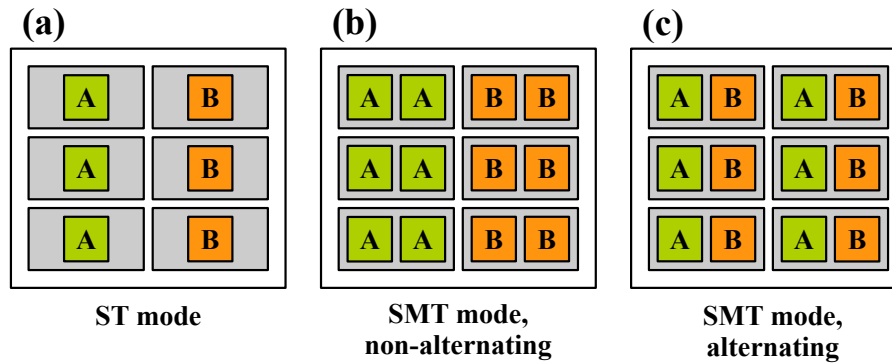 (a) (b) (c)
A B A A B B A B A B
A B A A B B A B A B
A B A A B B A B A B
ST mode SMT mode, SMT mode,
non-alternating alternating